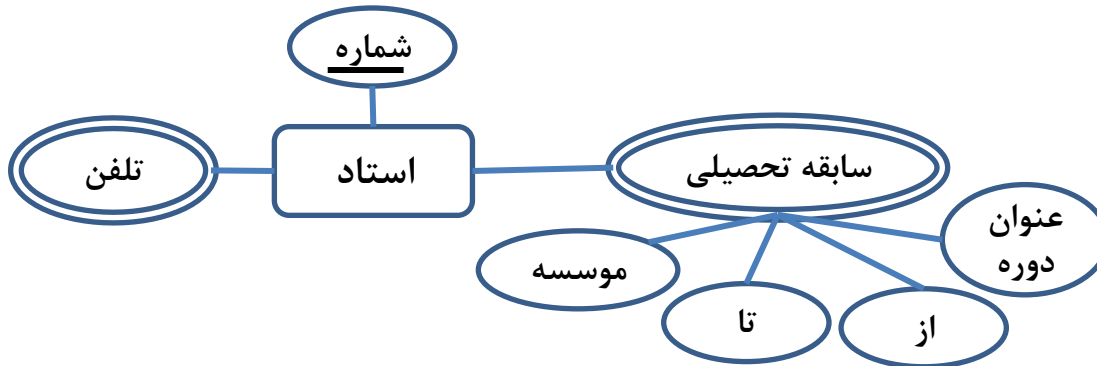 شماره
تلفن
استاد
سابقه تحصیلی
عنوان
دوره
موسسه
تا
از